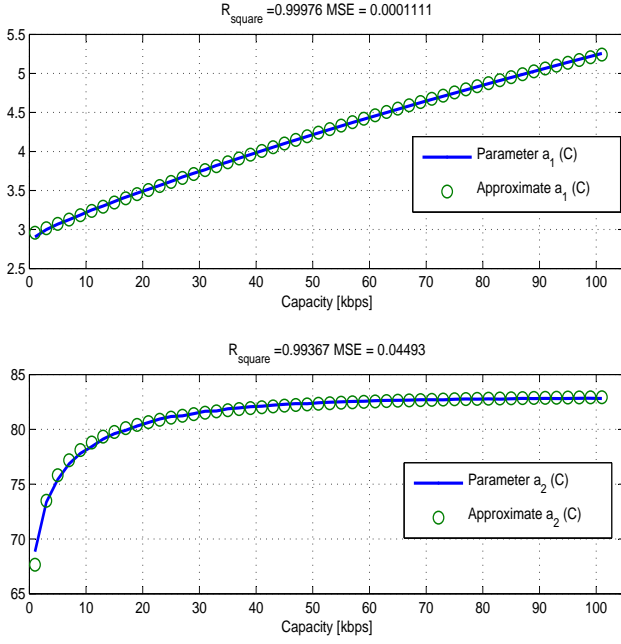 R_square =0.99976 MSE = 0.0001111
5.5
5
4.5
4
3.5
3
2.5
Parameter a_1 (C)
Approximate a_1 (C)
0 10 20 30 40 50 60 70 80 90 100
Capacity [kbps]
R_square =0.99367 MSE = 0.04493
85
80
75
70
65
Parameter a_2 (C)
Approximate a_2 (C)
0 10 20 30 40 50 60 70 80 90 100
Capacity [kbps]